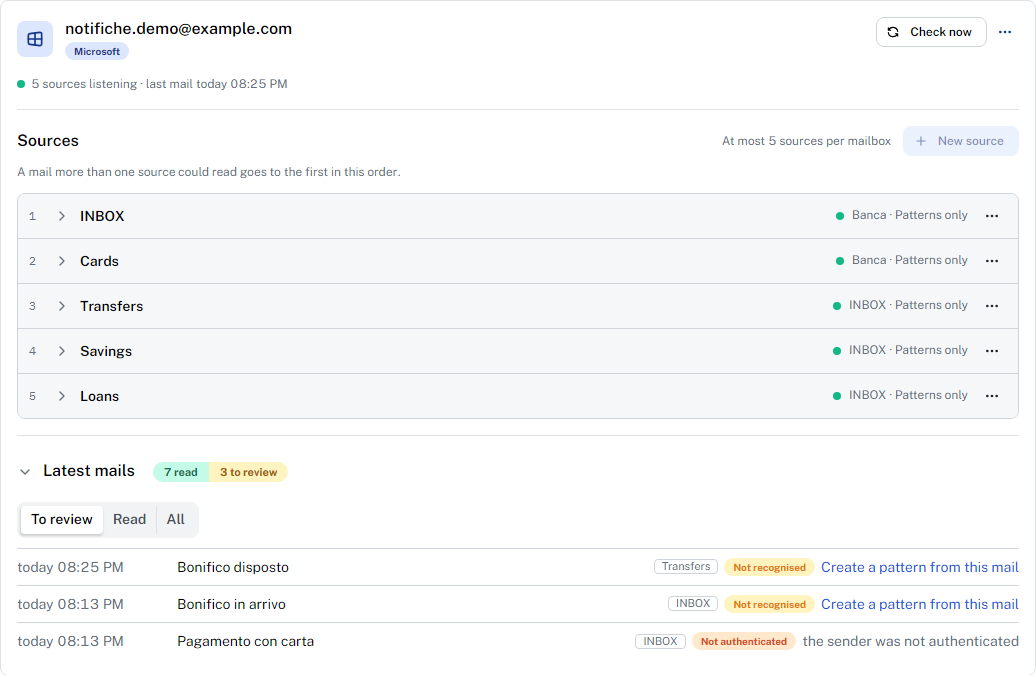 notifiche.demo@example.com
Microsoft
Check now
5 sources listening · last mail today 08:25 PM
Sources
At most 5 sources per mailbox
+ New source
A mail more than one source could read goes to the first in this order.
1 INBOX Banca · Patterns only
2 Cards Banca · Patterns only
3 Transfers INBOX · Patterns only
4 Savings INBOX · Patterns only
5 Loans INBOX · Patterns only
Latest mails 7 read 3 to review
To review Read All
today 08:25 PM Bonifico disposto Transfers Not recognised Create a pattern from this mail
today 08:13 PM Bonifico in arrivo INBOX Not recognised Create a pattern from this mail
today 08:13 PM Pagamento con carta INBOX Not authenticated the sender was not authenticated